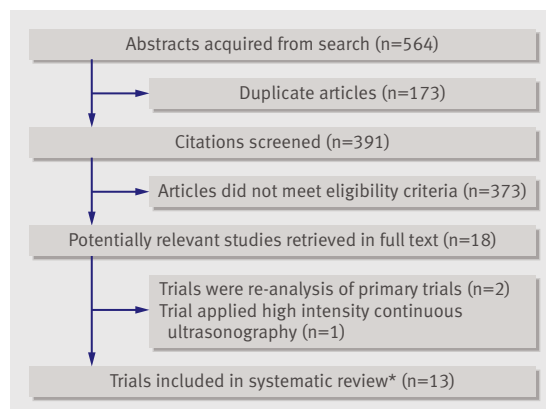 Abstracts acquired from search (n=564)
Duplicate articles (n=173)
Citations screened (n=391)
Articles did not meet eligibility criteria (n=373)
Potentially relevant studies retrieved in full text (n=18)
Trials were re-analysis of primary trials (n=2)
Trial applied high intensity continuous
ultrasonography (n=1)
Trials included in systematic review* (n=13)